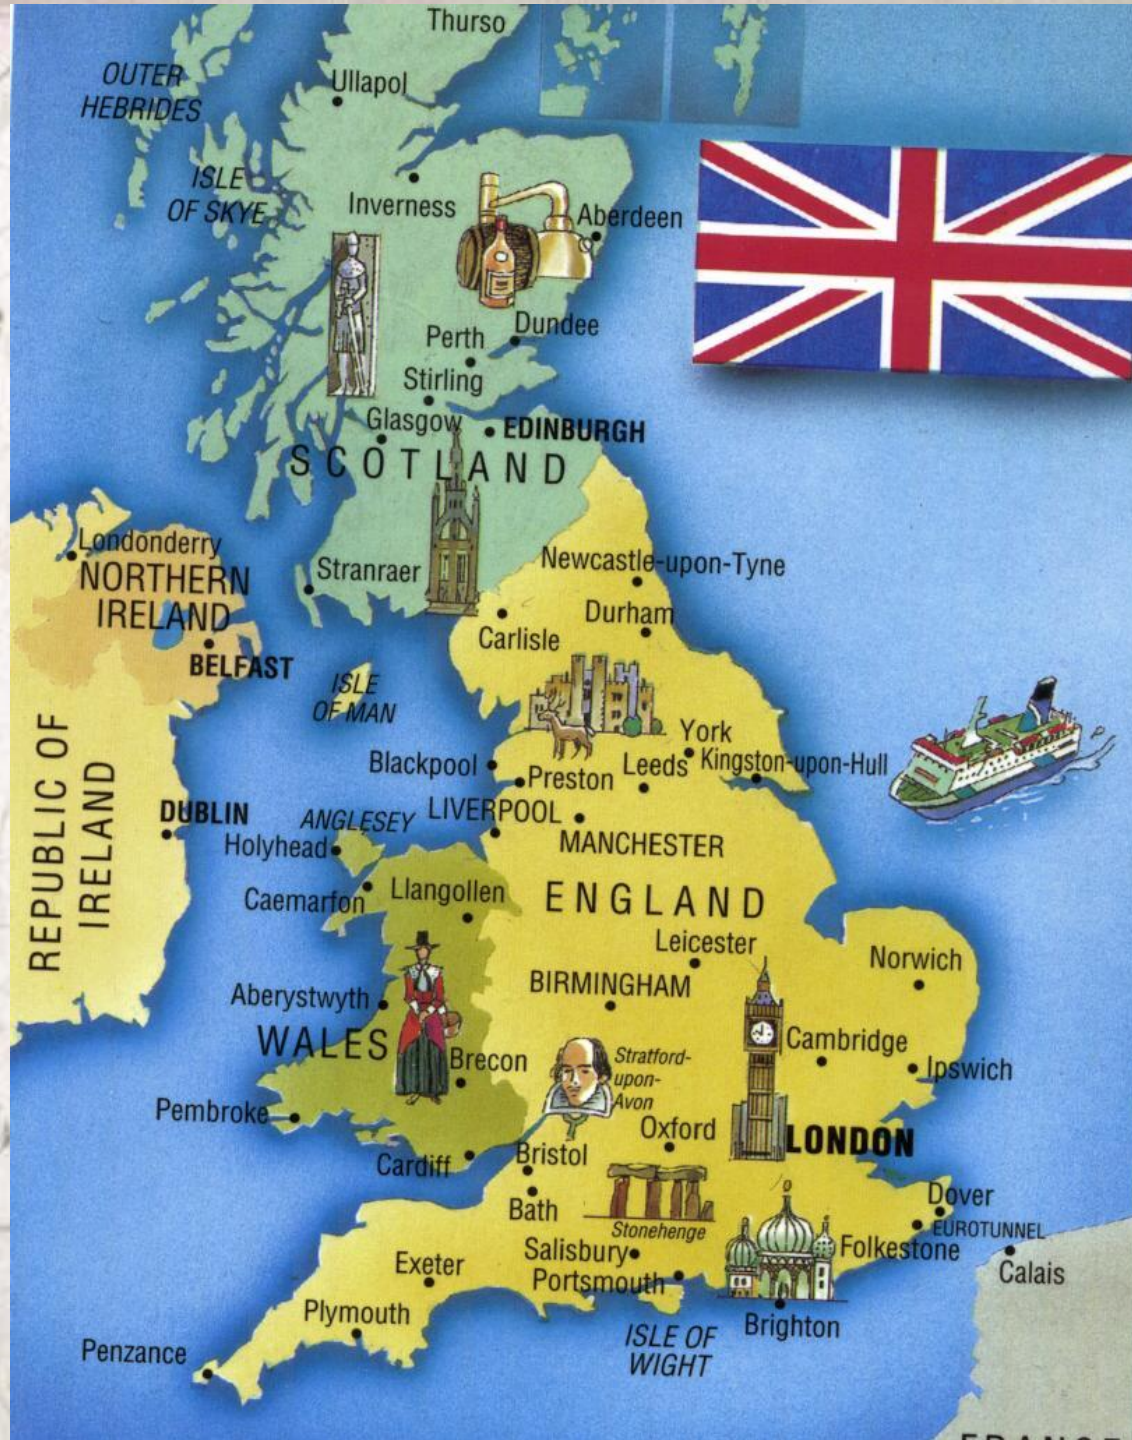 Thurso
OUTER
HEBRIDES
Ullapol
ISLE
OF SKYE
Inverness
Aberdeen
Perth
Dundee
Stirling
Glasgow
EDINBURGH
SCOTLAND
Londonderry
NORTHERN
IRELAND
BELFAST
Stranraer
Newcastle-upon-Tyne
Durham
Carlisle
ISLE
OF MAN
REPUBLIC OF
IRELAND
DUBLIN
Blackpool
Preston
Leeds
York
Kingston-upon-Hull
ANGLESEY
LIVERPOOL
Holyhead
MANCHESTER
Caemarfon
Llangollen
ENGLAND
Leicester
Norwich
BIRMINGHAM
Aberystwyth
WALES
Brecon
Stratford-
upon-
Avon
Cambridge
Ipswich
Pembroke
Oxford
LONDON
Cardiff
Bristol
Bath
Stonehenge
Dover
EUROTUNNEL
Folkestone
Calais
Salisbury
Portsmouth
Exeter
Plymouth
Penzance
ISLE OF
WIGHT
Brighton
FRANCE